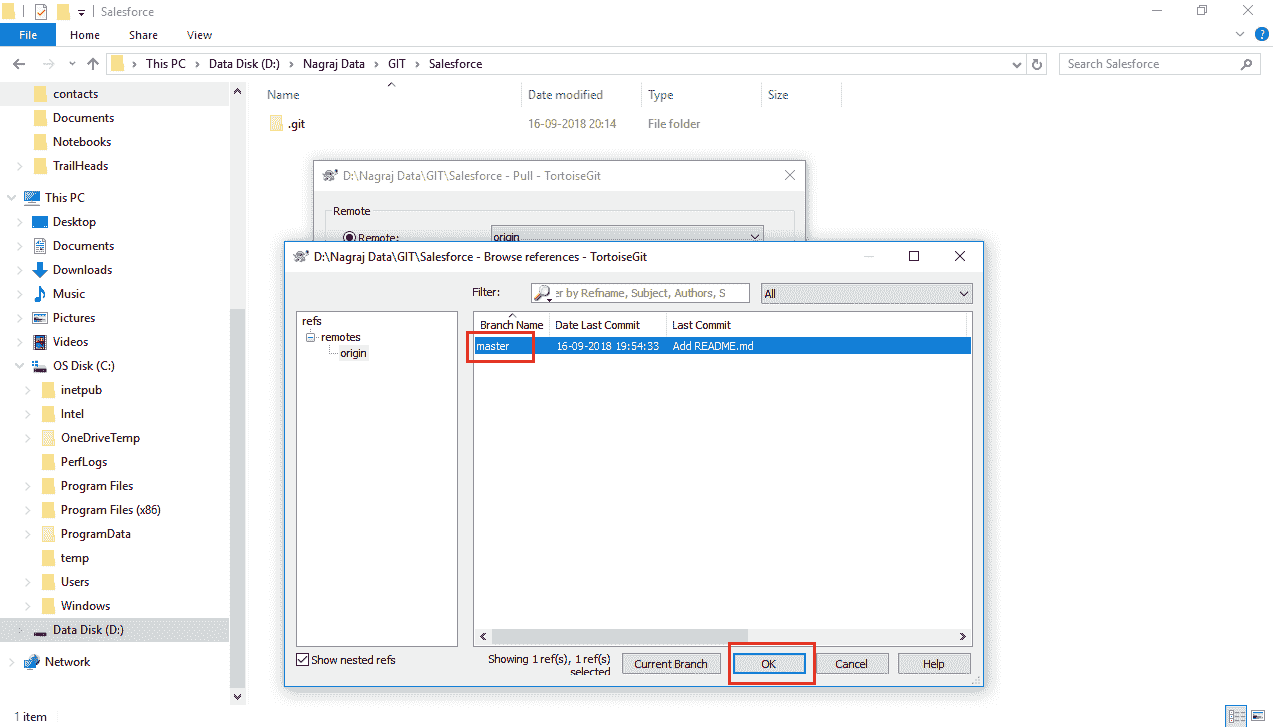 Salesforce
File Home Share View
This PC Data Disk (D:) Nagraj Data GIT Salesforce
Search Salesforce
contacts
Documents
Notebooks
TrailHeads
This PC
Desktop
Documents
Downloads
Music
Pictures
Videos
OS Disk (C:)
inetpub
Intel
OneDriveTemp
PerfLogs
Program Files
Program Files (x86)
ProgramData
temp
Users
Windows
Data Disk (D:)
Network
1 item
Name Date modified Type Size
.git 16-09-2018 20:14 File folder
D:\Nagraj Data\GIT\Salesforce - Pull - TortoiseGit
Remote
Remote: origin
D:\Nagraj Data\GIT\Salesforce - Browse references - TortoiseGit
Filter: er by Refname, Subject, Authors, S All
refs
remotes
origin
Branch Name Date Last Commit Last Commit
master 16-09-2018 19:54:33 Add README.md
Show nested refs
Showing 1 ref(s), 1 ref(s)
selected
Current Branch OK Cancel Help